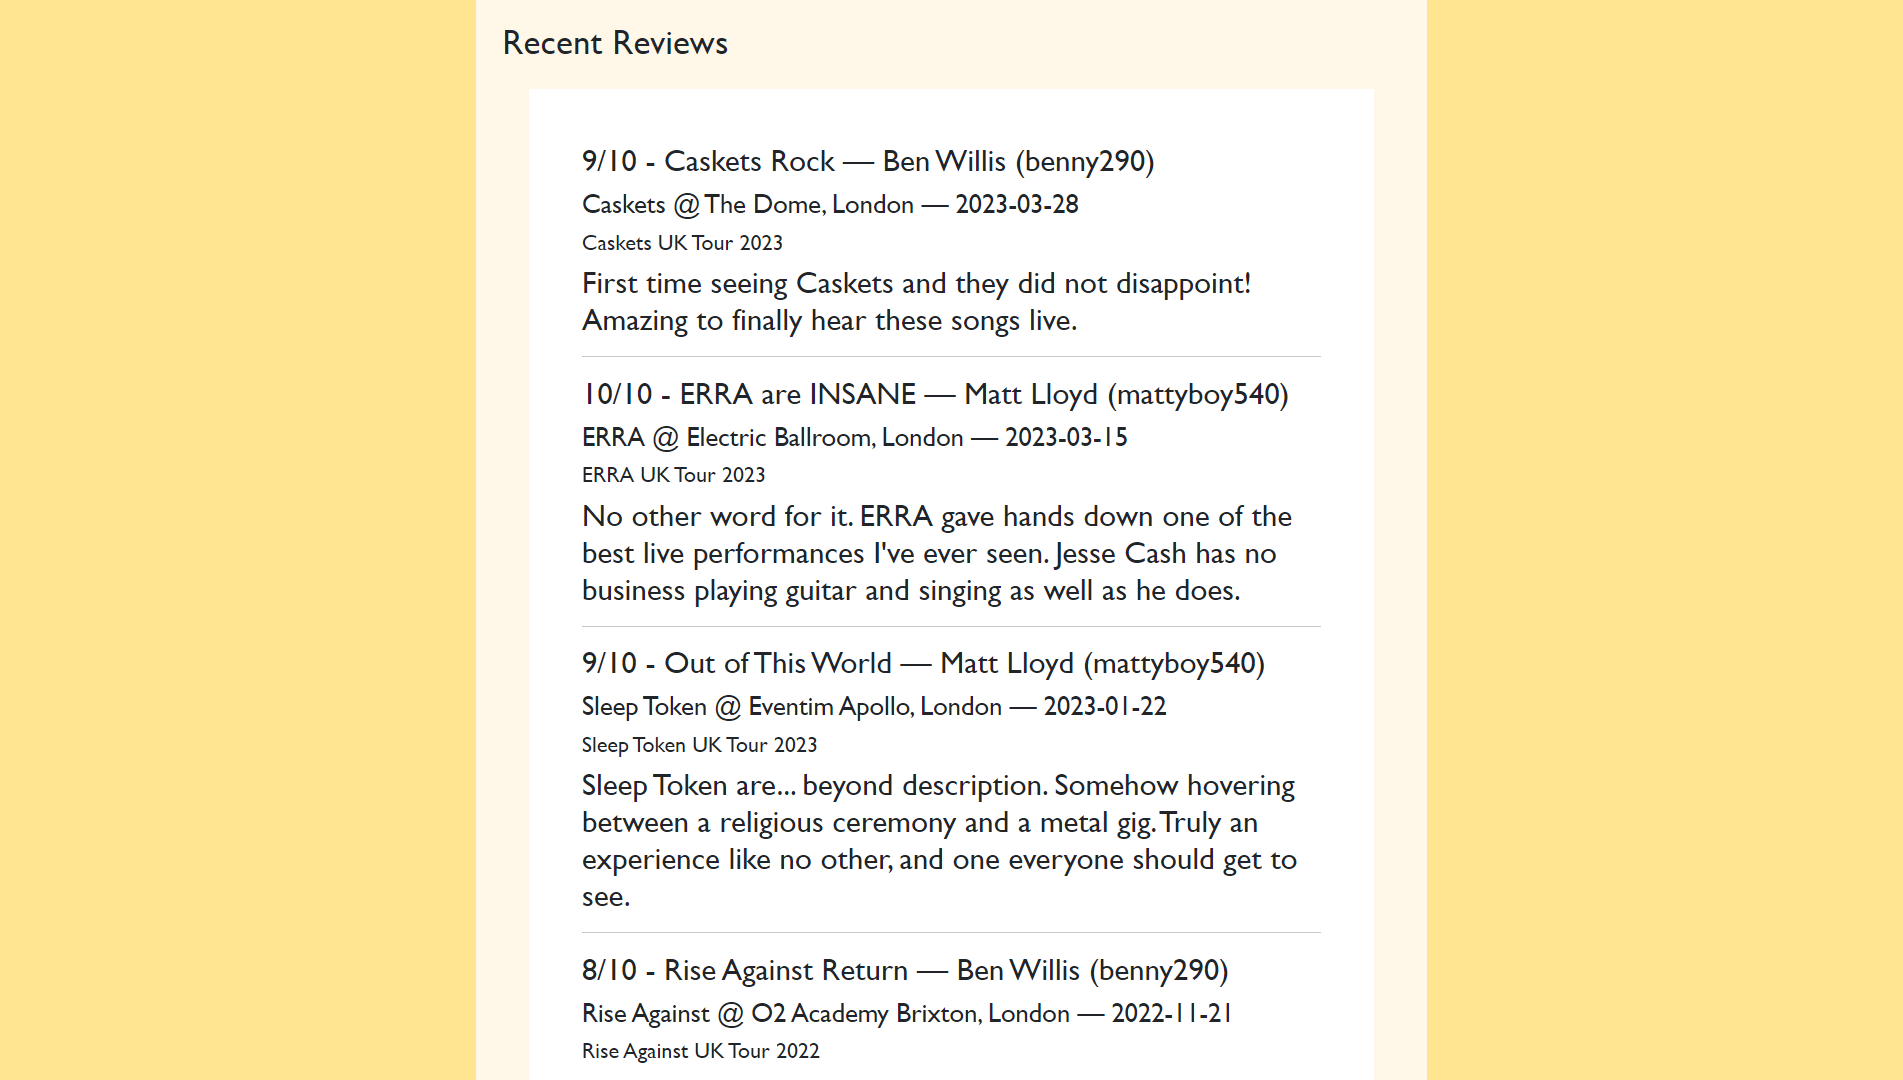 Recent Reviews
9/10 - Caskets Rock — Ben Willis (benny290)
Caskets @ The Dome, London — 2023-03-28
Caskets UK Tour 2023
First time seeing Caskets and they did not disappoint!
Amazing to finally hear these songs live.
10/10 - ERRA are INSANE — Matt Lloyd (mattyboy540)
ERRA @ Electric Ballroom, London — 2023-03-15
ERRA UK Tour 2023
No other word for it. ERRA gave hands down one of the
best live performances I've ever seen. Jesse Cash has no
business playing guitar and singing as well as he does.
9/10 - Out of This World — Matt Lloyd (mattyboy540)
Sleep Token @ Eventim Apollo, London — 2023-01-22
Sleep Token UK Tour 2023
Sleep Token are... beyond description. Somehow hovering
between a religious ceremony and a metal gig. Truly an
experience like no other, and one everyone should get to
see.
8/10 - Rise Against Return — Ben Willis (benny290)
Rise Against @ O2 Academy Brixton, London — 2022-11-21
Rise Against UK Tour 2022